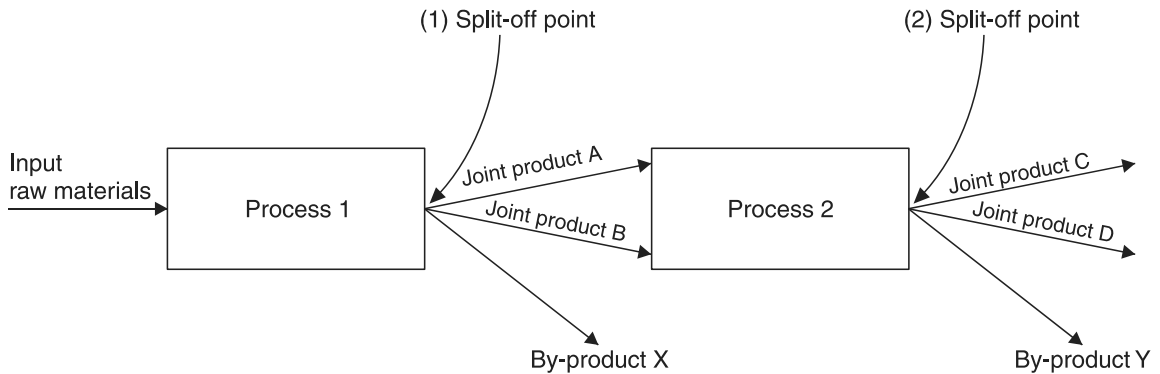 (1) Split-off point
(2) Split-off point
Input
raw materials
Process 1
Joint product A
Joint product B
Process 2
Joint product C
Joint product D
By-product X
By-product Y